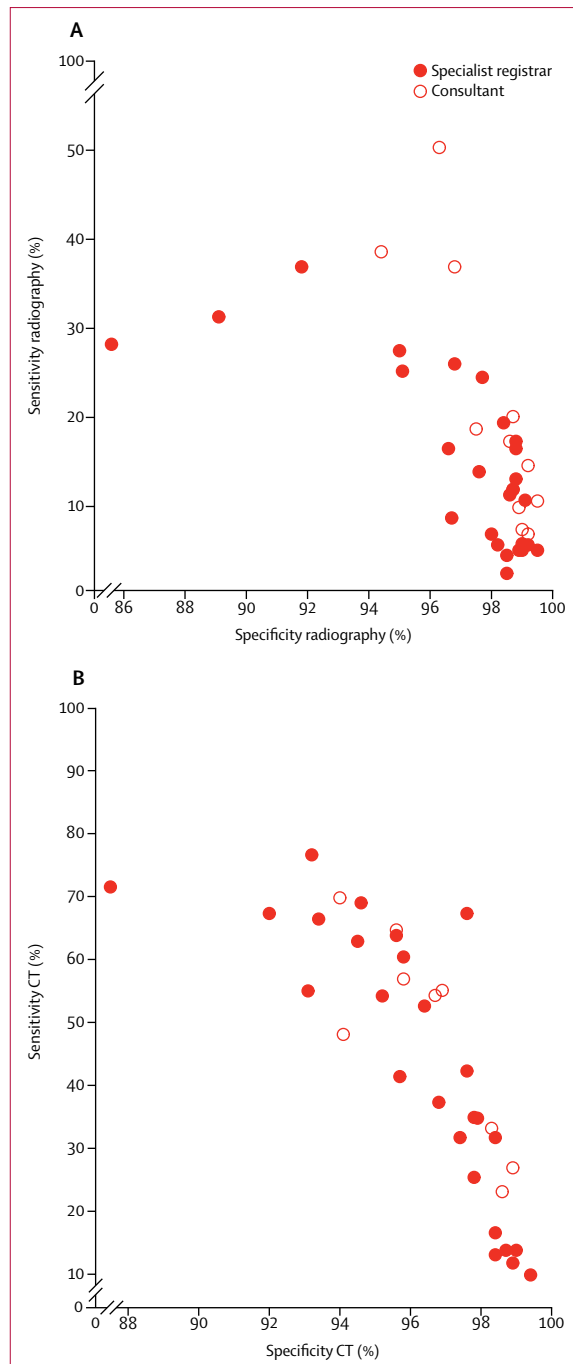 A
100
Specialist registrar
Consultant
50
40
30
20
10
0
Sensitivity radiography (%)
0 86 88 90 92 94 96 98 100
Specificity radiography (%)
B
100
90
80
70
60
50
40
30
20
10
0
Sensitivity CT (%)
0 88 90 92 94 96 98 100
Specificity CT (%)